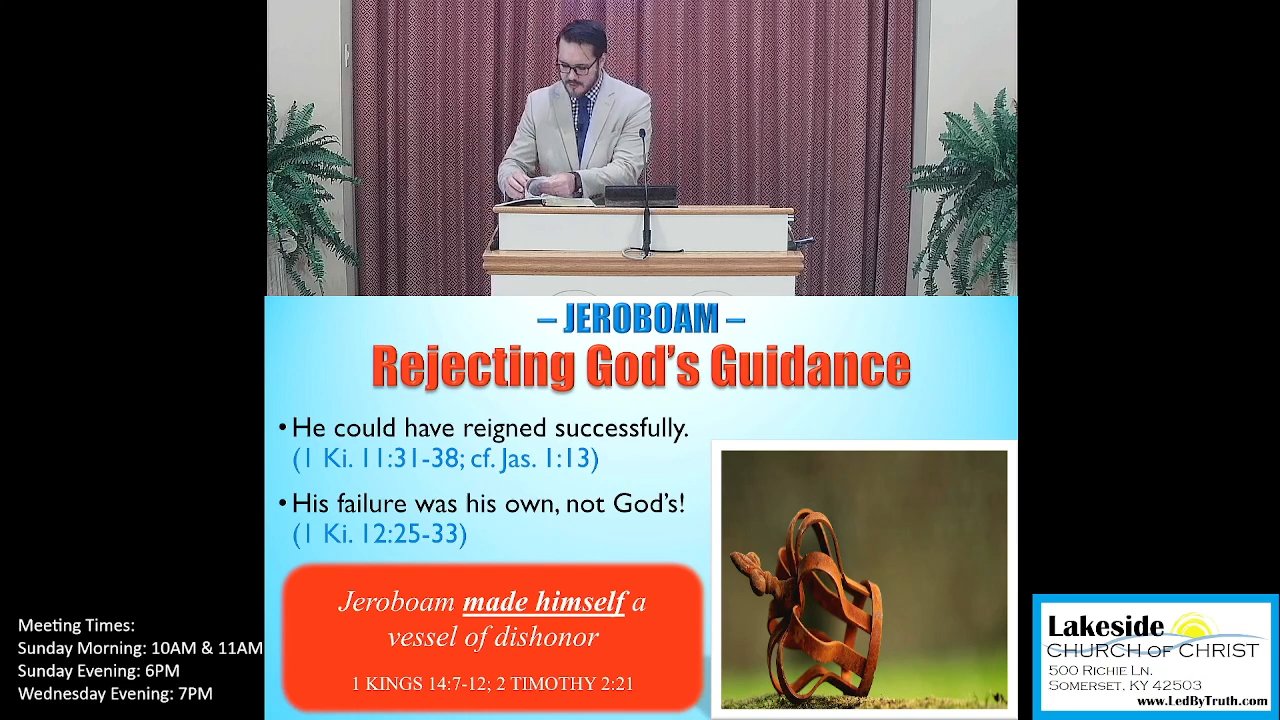 – JEROBOAM –
Rejecting God's Guidance
• He could have reigned successfully.
(1 Ki. 11:31-38; cf. Jas. 1:13)
• His failure was his own, not God's!
(1 Ki. 12:25-33)
Jeroboam made himself a
vessel of dishonor
1 KINGS 14:7-12; 2 TIMOTHY 2:21
Meeting Times:
Sunday Morning: 10AM & 11AM
Sunday Evening: 6PM
Wednesday Evening: 7PM
Lakeside
CHURCH OF CHRIST
500 RICHIE LN.
SOMERSET, KY 42503
www.LedByTruth.com